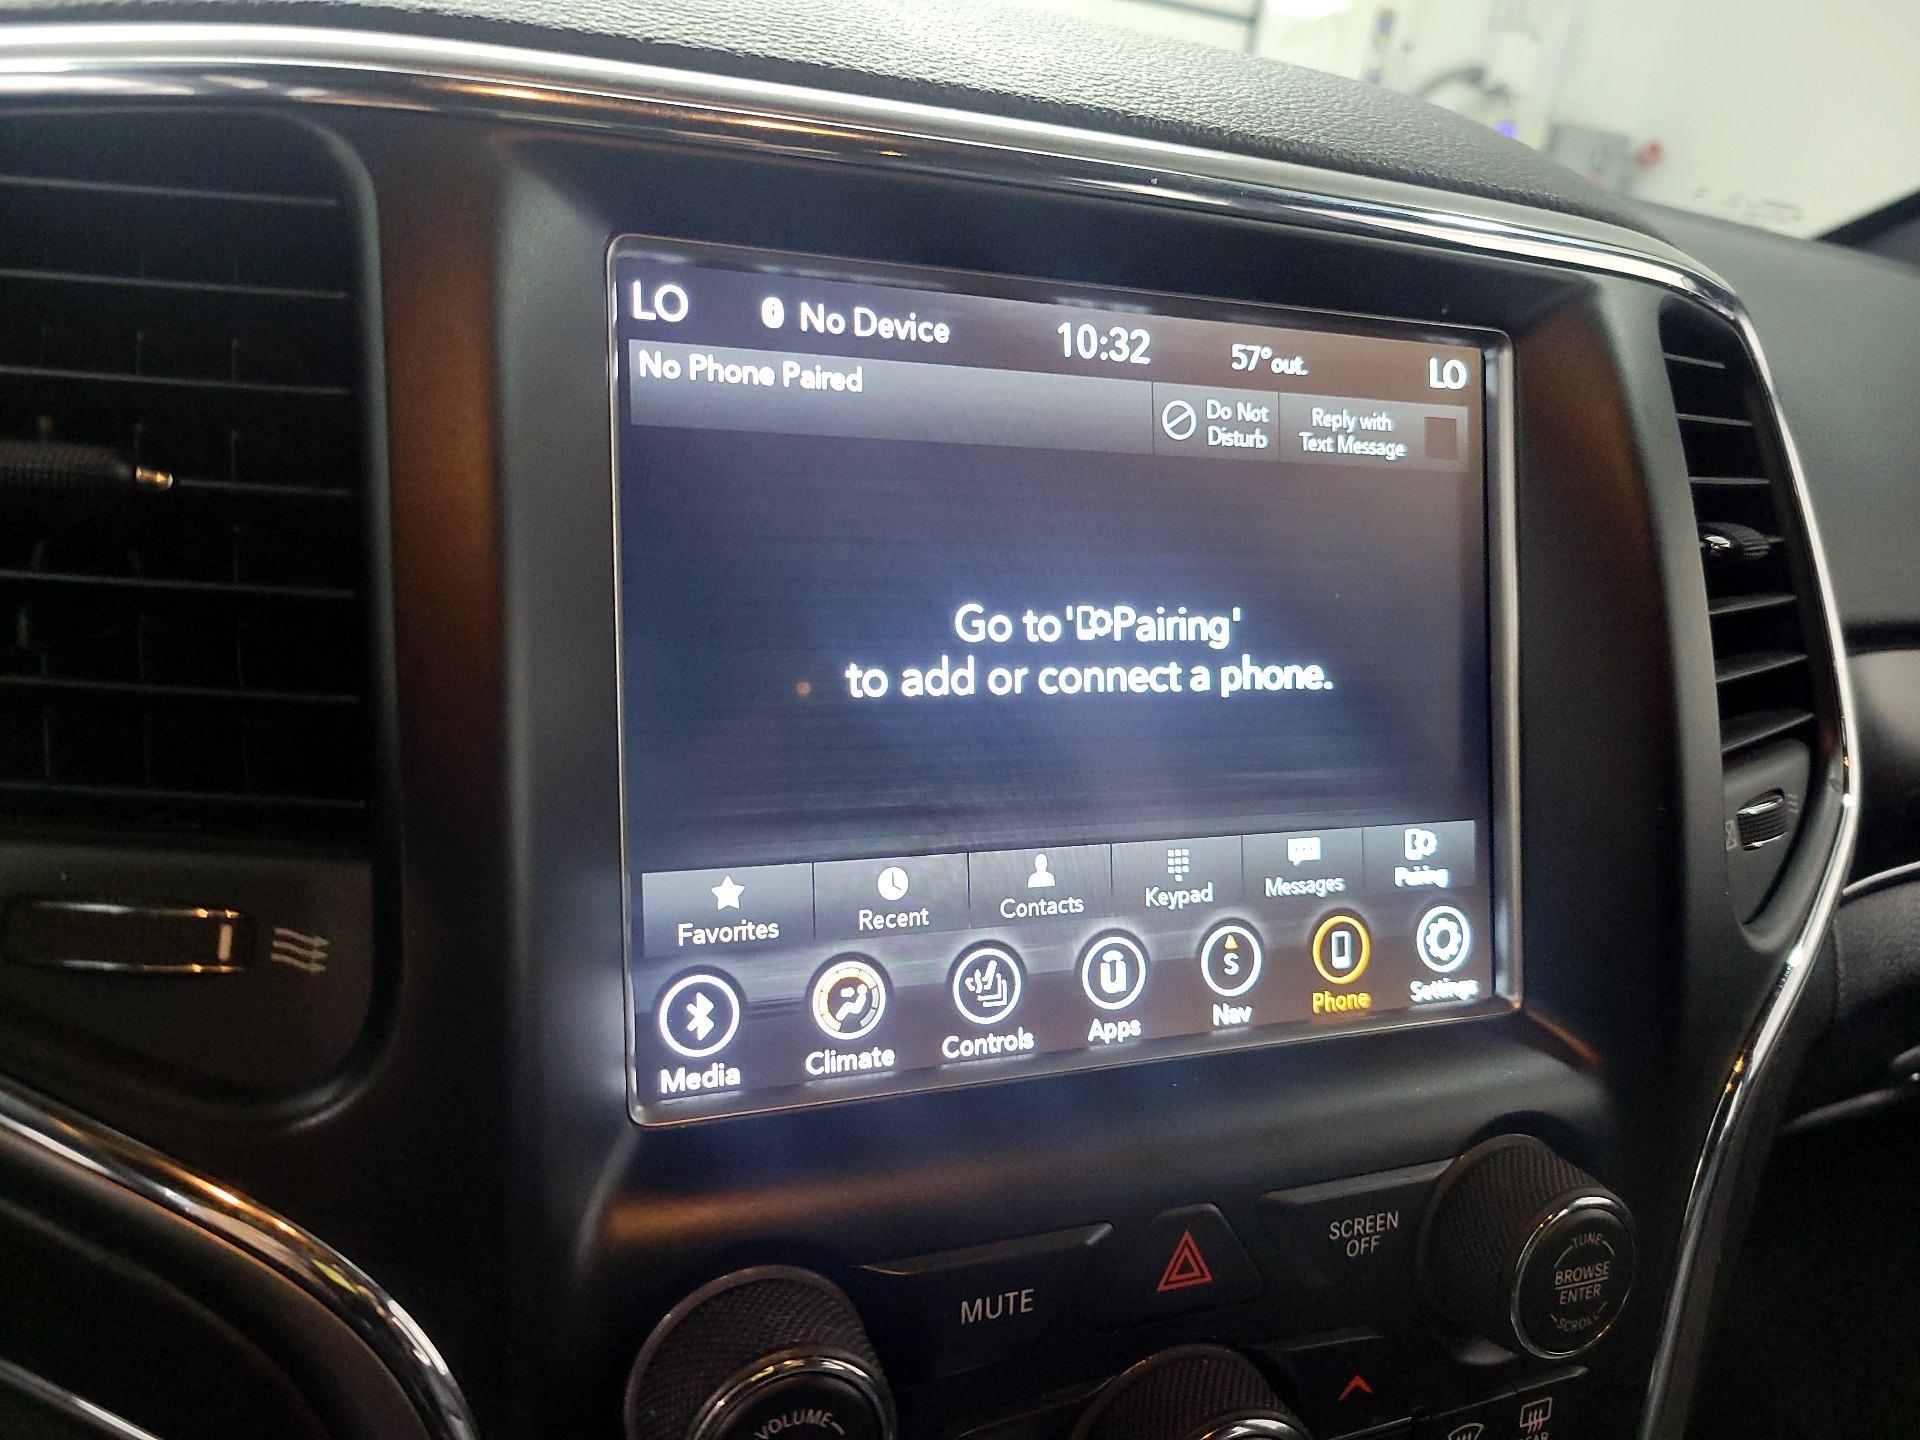 LO
No Device
10:32
57° out.
LO
No Phone Paired
Do Not
Disturb
Reply with
Text Message
Go to 'Pairing'
to add or connect a phone.
Favorites
Recent
Contacts
Keypad
Messages
Pairing
Media
Climate
Controls
Apps
S
Nav
Phone
Settings
MUTE
SCREEN
OFF
TUNE
BROWSE
ENTER
SCROLL
VOLUME